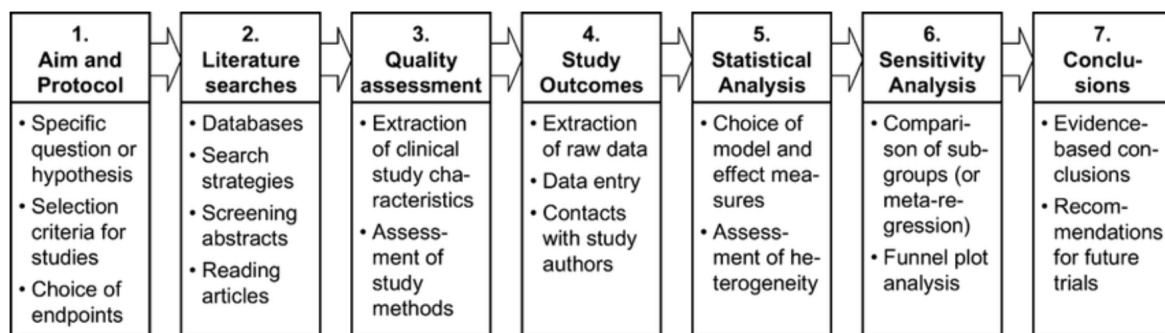 1.
Aim and
Protocol
• Specific
question or
hypothesis
• Selection
criteria for
studies
• Choice of
endpoints
2.
Literature
searches
• Databases
• Search
strategies
• Screening
abstracts
• Reading
articles
3.
Quality
assessment
• Extraction
of clinical
study cha-
racteristics
• Assess-
ment of
study
methods
4.
Study
Outcomes
• Extraction
of raw data
• Data entry
• Contacts
with study
authors
5.
Statistical
Analysis
• Choice of
model and
effect mea-
sures
• Assess-
ment of he-
terogeneity
6.
Sensitivity
Analysis
• Compari-
son of sub-
groups (or
meta-re-
gression)
• Funnel plot
analysis
7.
Conclu-
sions
• Evidence-
based con-
clusions
• Recom-
mendations
for future
trials